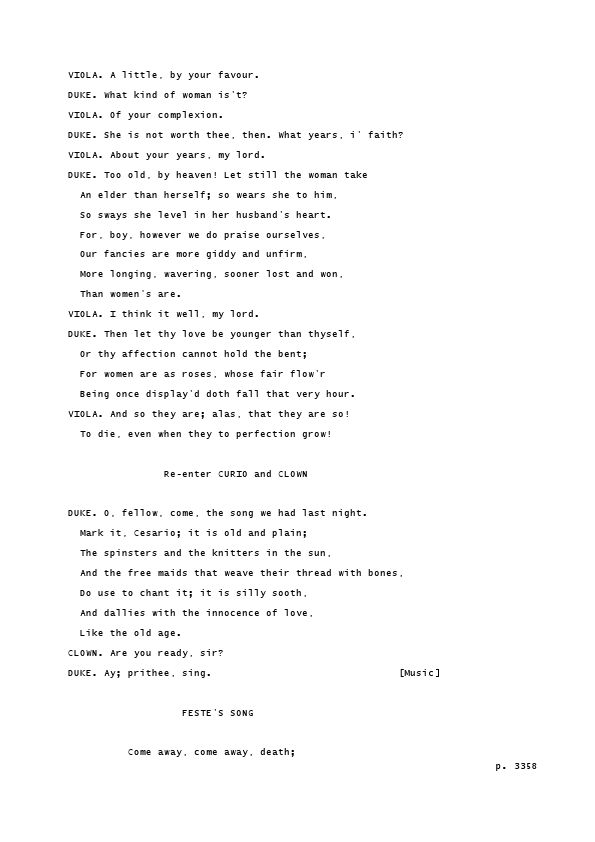 VIOLA. A little, by your favour.
DUKE. What kind of woman is't?
VIOLA. Of your complexion.
DUKE. She is not worth thee, then. What years, i' faith?
VIOLA. About your years, my lord.
DUKE. Too old, by heaven! Let still the woman take
An elder than herself; so wears she to him,
So sways she level in her husband's heart.
For, boy, however we do praise ourselves,
Our fancies are more giddy and unfirm,
More longing, wavering, sooner lost and won,
Than women's are.
VIOLA. I think it well, my lord.
DUKE. Then let thy love be younger than thyself,
Or thy affection cannot hold the bent;
For women are as roses, whose fair flow'r
Being once display'd doth fall that very hour.
VIOLA. And so they are; alas, that they are so!
To die, even when they to perfection grow!
Re-enter CURIO and CLOWN
DUKE. O, fellow, come, the song we had last night.
Mark it, Cesario; it is old and plain;
The spinsters and the knitters in the sun,
And the free maids that weave their thread with bones,
Do use to chant it; it is silly sooth,
And dallies with the innocence of love,
Like the old age.
CLOWN. Are you ready, sir?
DUKE. Ay; prithee, sing. [Music]
FESTE'S SONG
Come away, come away, death;
p. 3358